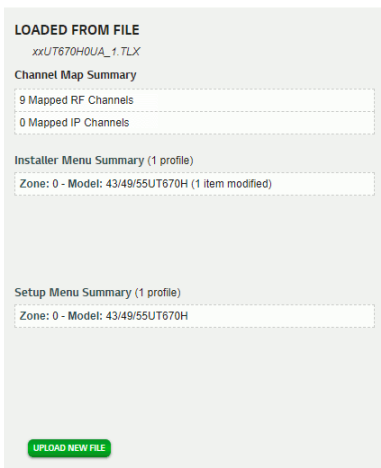 LOADED FROM FILE
xxUT670H0UA_1.TLX
Channel Map Summary
9 Mapped RF Channels
0 Mapped IP Channels
Installer Menu Summary (1 profile)
Zone: 0 - Model: 43/49/55UT670H (1 item modified)
Setup Menu Summary (1 profile)
Zone: 0 - Model: 43/49/55UT670H
UPLOAD NEW FILE